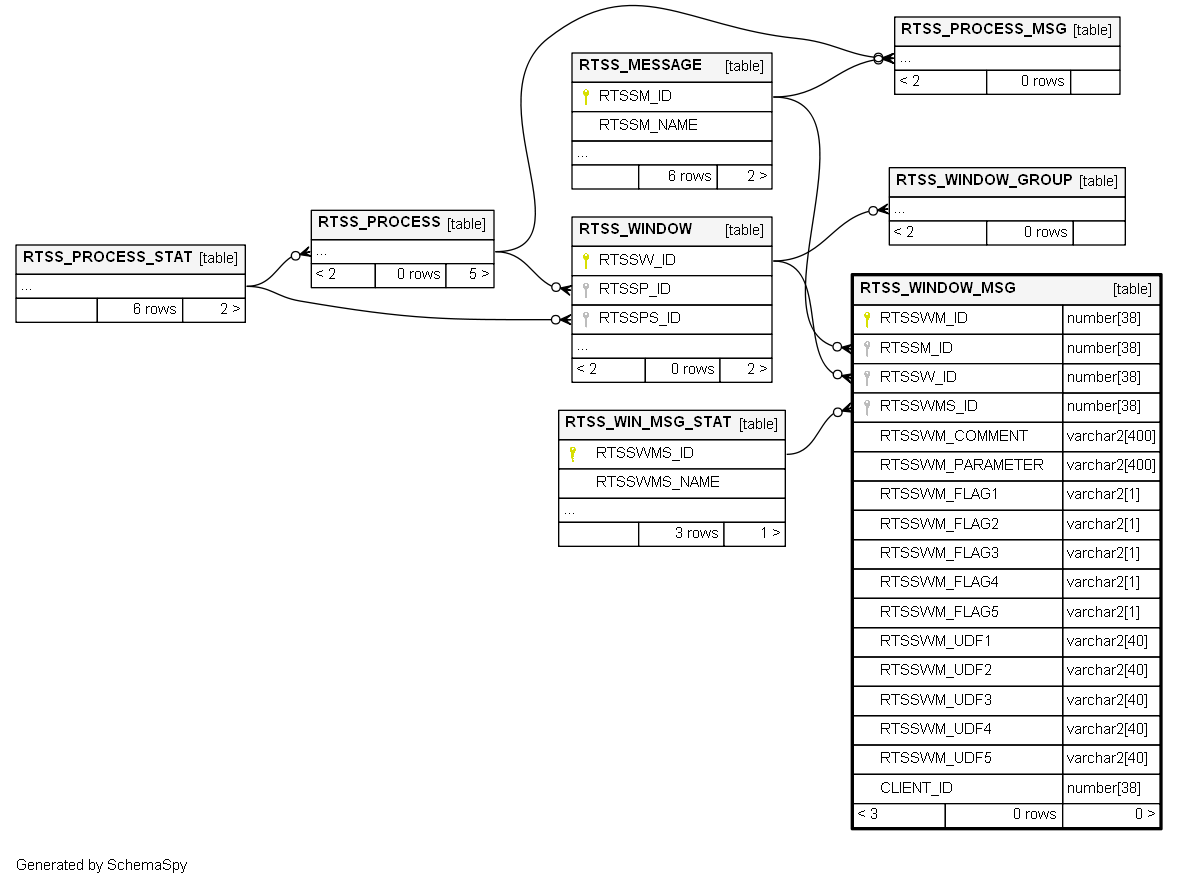 RTSS_PROCESS_STAT [table]
...
6 rows 2 >
RTSS_PROCESS [table]
...
< 2 0 rows 5 >
RTSS_MESSAGE [table]
RTSSM_ID
RTSSM_NAME
...
6 rows 2 >
RTSS_WINDOW [table]
RTSSW_ID
RTSSP_ID
RTSSPS_ID
...
< 2 0 rows 2 >
RTSS_WIN_MSG_STAT [table]
RTSSWMS_ID
RTSSWMS_NAME
...
3 rows 1 >
RTSS_PROCESS_MSG [table]
...
< 2 0 rows
RTSS_WINDOW_GROUP [table]
...
< 2 0 rows
RTSS_WINDOW_MSG [table]
RTSSWM_ID number[38]
RTSSM_ID number[38]
RTSSW_ID number[38]
RTSSWMS_ID number[38]
RTSSWM_COMMENT varchar2[400]
RTSSWM_PARAMETER varchar2[400]
RTSSWM_FLAG1 varchar2[1]
RTSSWM_FLAG2 varchar2[1]
RTSSWM_FLAG3 varchar2[1]
RTSSWM_FLAG4 varchar2[1]
RTSSWM_FLAG5 varchar2[1]
RTSSWM_UDF1 varchar2[40]
RTSSWM_UDF2 varchar2[40]
RTSSWM_UDF3 varchar2[40]
RTSSWM_UDF4 varchar2[40]
RTSSWM_UDF5 varchar2[40]
CLIENT_ID number[38]
< 3 0 rows 0 >
Generated by SchemaSpy